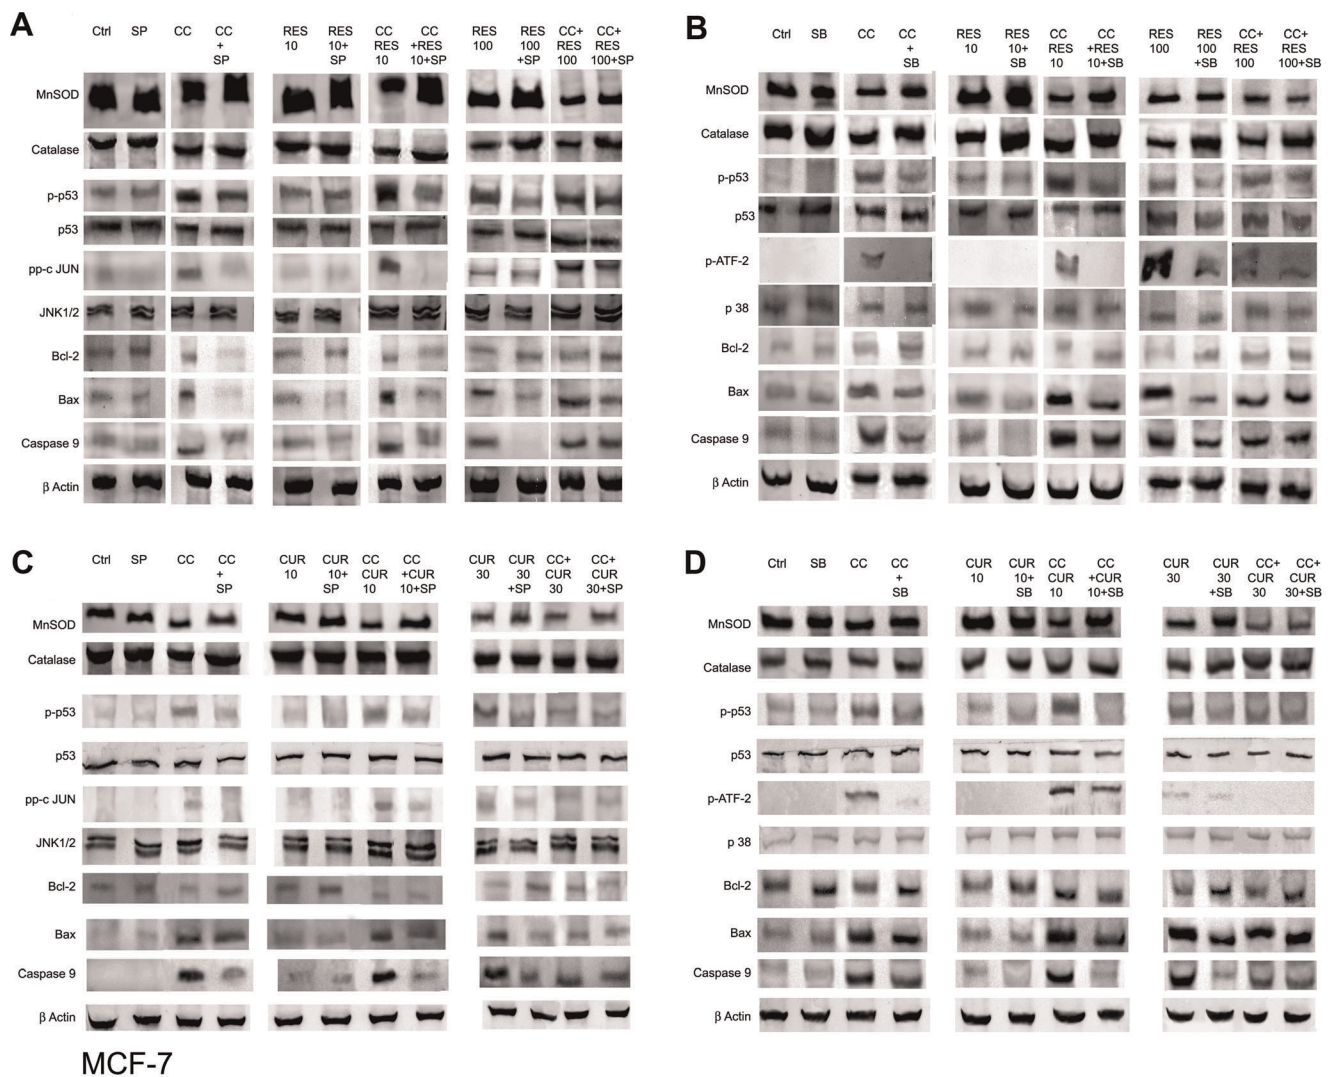 A
Ctrl SP CC CC
+
SP
RES
10
RES
10+
SP
CC
RES
10
CC
+RES
10+SP
RES
100
RES
100
+SP
CC+
RES
100
CC+
RES
100+SP
MnSOD
Catalase
p-p53
p53
pp-c JUN
JNK1/2
Bcl-2
Bax
Caspase 9
β Actin
B
Ctrl SB CC CC
+
SB
RES
10
RES
10+
SB
CC
RES
10
CC
+RES
10+SB
RES
100
RES
100
+SB
CC+
RES
100
CC+
RES
100+SB
MnSOD
Catalase
p-p53
p53
p-ATF-2
p 38
Bcl-2
Bax
Caspase 9
β Actin
C
Ctrl SP CC CC
+
SP
CUR
10
CUR
10+
SP
CC
CUR
10
CC
+CUR
10+SP
CUR
30
CUR
30
+SP
CC+
CUR
30
CC+
CUR
30+SP
MnSOD
Catalase
p-p53
p53
pp-c JUN
JNK1/2
Bcl-2
Bax
Caspase 9
β Actin
D
Ctrl SB CC CC
+
SB
CUR
10
CUR
10+
SB
CC
CUR
10
CC
+CUR
10+SB
CUR
30
CUR
30
+SB
CC+
CUR
30
CC+
CUR
30+SB
MnSOD
Catalase
p-p53
p53
p-ATF-2
p 38
Bcl-2
Bax
Caspase 9
β Actin
MCF-7